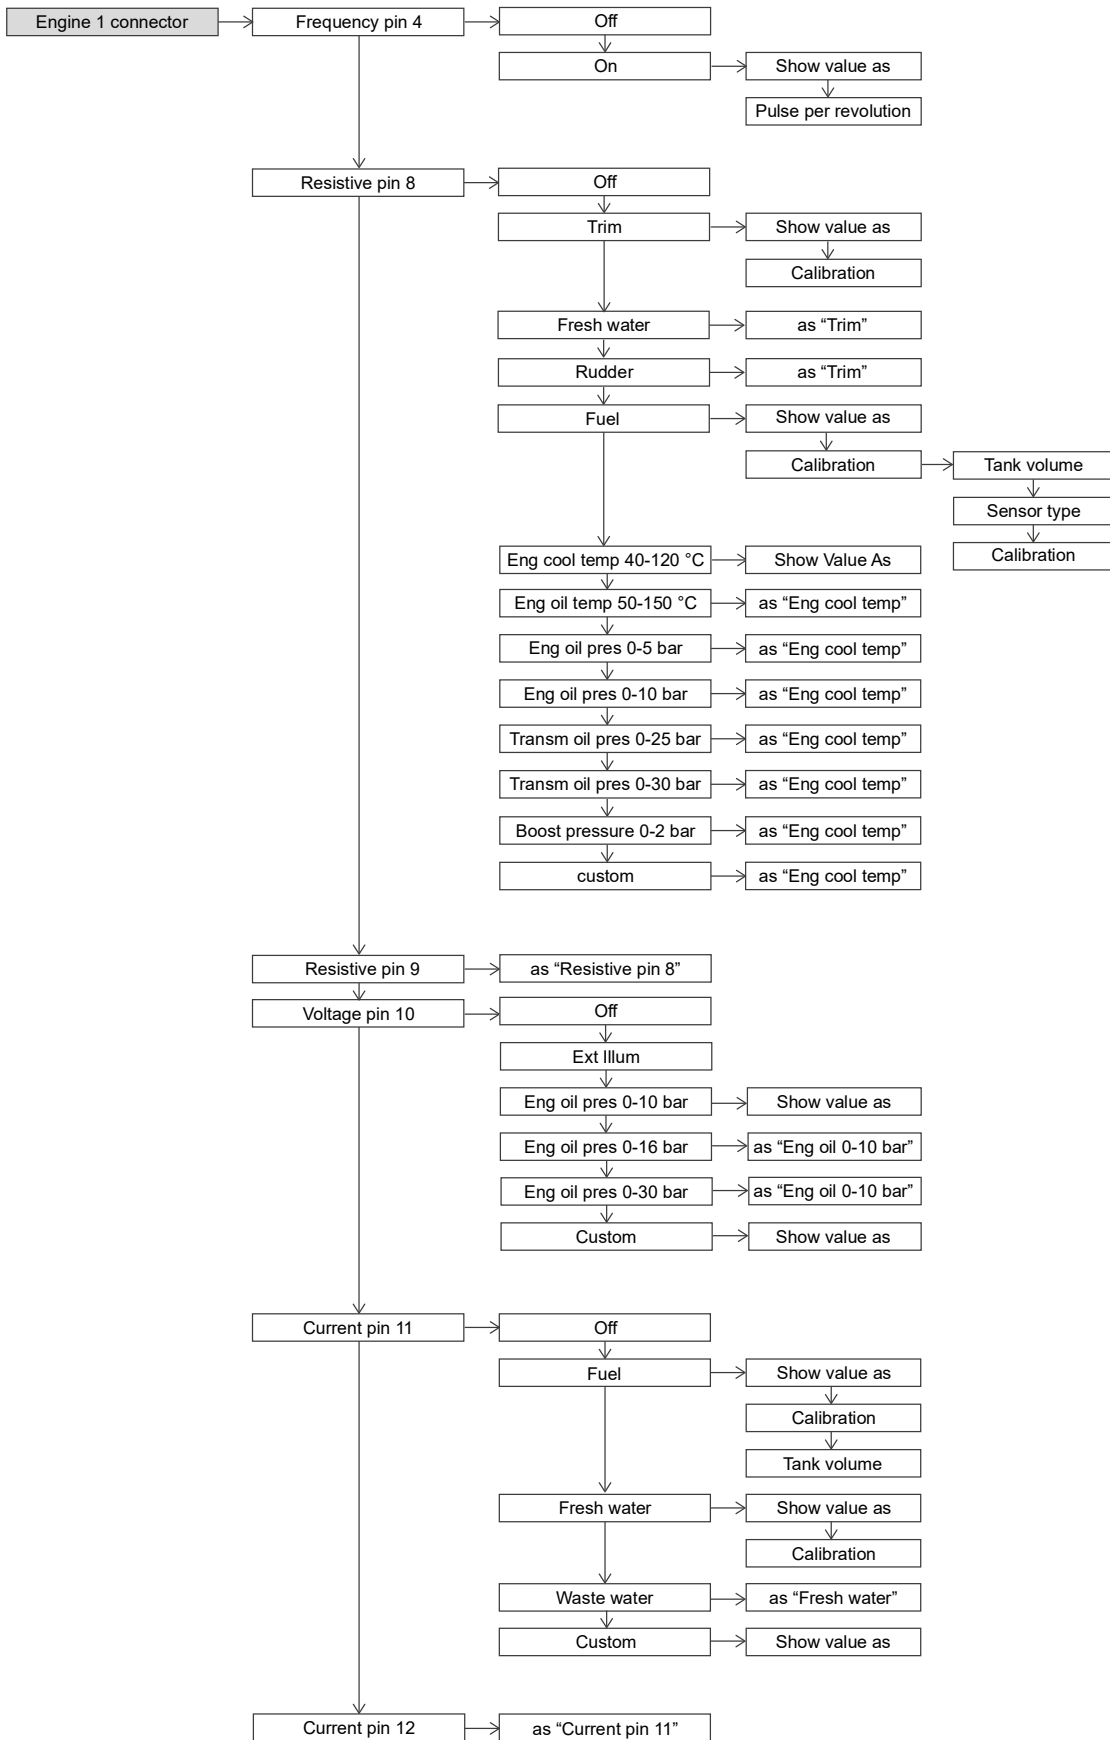 Engine 1 connector
Frequency pin 4
Off
On
Show value as
Pulse per revolution
Resistive pin 8
Off
Trim
Show value as
Calibration
Fresh water
as “Trim”
Rudder
as “Trim”
Fuel
Show value as
Calibration
Tank volume
Sensor type
Calibration
Eng cool temp 40-120 °C
Show Value As
Eng oil temp 50-150 °C
as “Eng cool temp”
Eng oil pres 0-5 bar
as “Eng cool temp”
Eng oil pres 0-10 bar
as “Eng cool temp”
Transm oil pres 0-25 bar
as “Eng cool temp”
Transm oil pres 0-30 bar
as “Eng cool temp”
Boost pressure 0-2 bar
as “Eng cool temp”
custom
as “Eng cool temp”
Resistive pin 9
as “Resistive pin 8”
Voltage pin 10
Off
Ext Illum
Eng oil pres 0-10 bar
Show value as
Eng oil pres 0-16 bar
as “Eng oil 0-10 bar”
Eng oil pres 0-30 bar
as “Eng oil 0-10 bar”
Custom
Show value as
Current pin 11
Off
Fuel
Show value as
Calibration
Tank volume
Fresh water
Show value as
Calibration
Waste water
as “Fresh water”
Custom
Show value as
Current pin 12
as “Current pin 11”